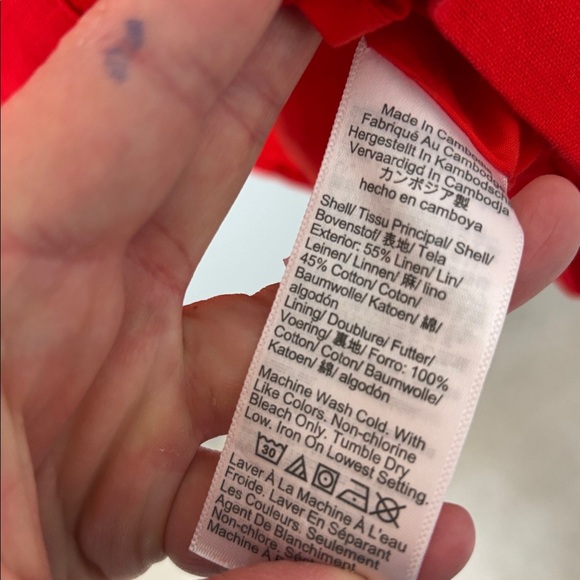 Made In
Fabriqué Au
Hergestellt In Kambodscha
Vervaardigd In Cambodja
カンボジア製
hecho en camboya
Shell/ Tissu Principal/ Shell/
Bovenstof/ 表地/ Tela
Exterior: 55% Linen/ Lin/
Leinen/ Linnen/ 麻/ lino
45% Cotton/ Coton/
Baumwolle/ Katoen/ 綿/
algodón
Lining/ Doublure/ Futter/
Voering/ 裏地/ Forro: 100%
Cotton/ Coton/ Baumwolle/
Katoen/ 綿/ algodón
Machine Wash Cold. With
Like Colors. Non-chlorine
Bleach Only. Tumble Dry
Low. Iron On Lowest Setting.
30
Laver À La Machine À L'eau
Froide. Laver En Séparant
Les Couleurs. Seulement
Agent De Blanchiment
Machine À